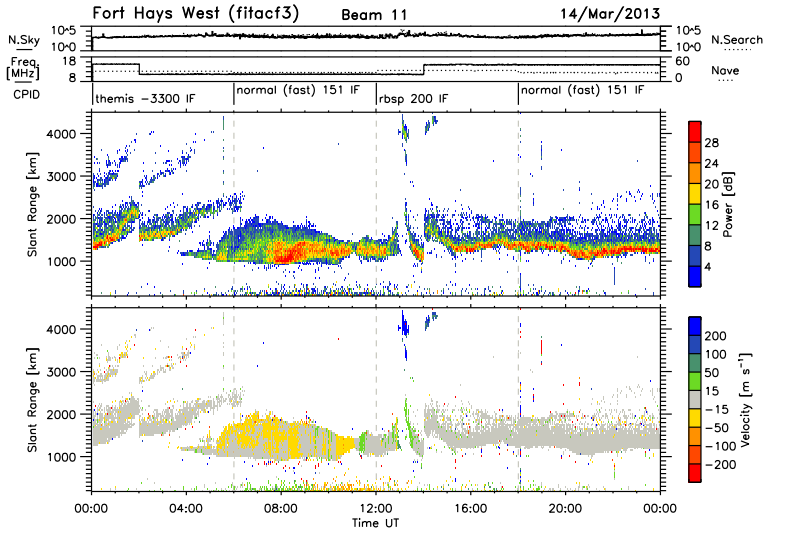 Fort Hays West (fitacf3) Beam 11 14/Mar/2013
N.Sky 10^5 10^0 10^5 10^0 N.Search
Freq. [MHz] 18 8 60 0 Nave
CPID themis -3300 IF normal (fast) 151 IF rbsp 200 IF normal (fast) 151 IF
Slant Range [km]
4000
3000
2000
1000
28
24
20
16
12
8
4
Power [dB]
Slant Range [km]
4000
3000
2000
1000
200
100
50
15
-15
-50
-100
-200
Velocity [m s⁻¹]
00:00 04:00 08:00 12:00 16:00 20:00 00:00
Time UT